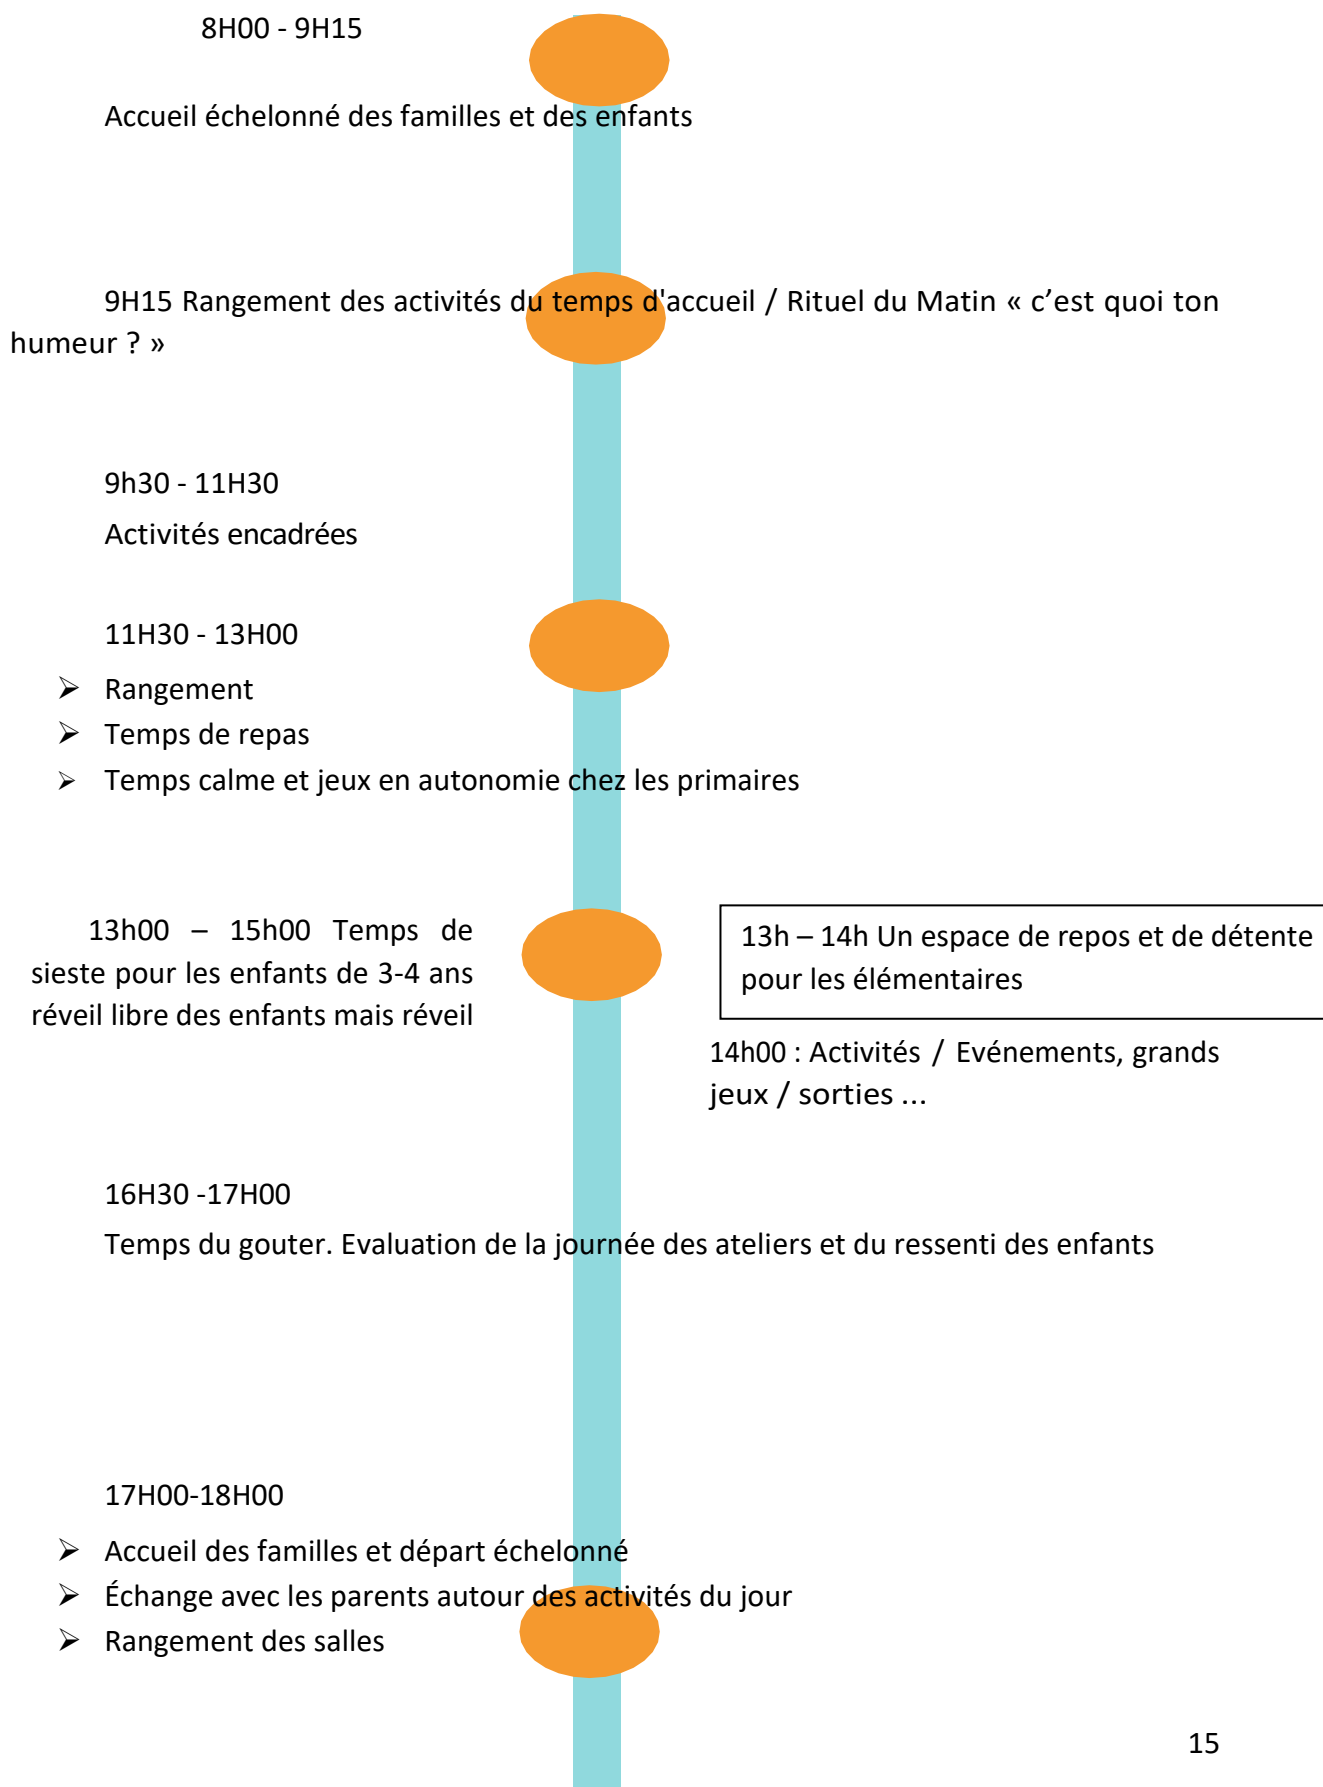 8H00 - 9H15
Accueil échelonné des familles et des enfants
9H15 Rangement des activités du temps d'accueil / Rituel du Matin « c’est quoi ton
humeur ? »
9h30 - 11H30
Activités encadrées
11H30 - 13H00
➢ Rangement
➢ Temps de repas
➢ Temps calme et jeux en autonomie chez les primaires
13h00 – 15h00 Temps de
sieste pour les enfants de 3-4 ans
réveil libre des enfants mais réveil
13h – 14h Un espace de repos et de détente
pour les élémentaires
14h00 : Activités / Evénements, grands
jeux / sorties ...
16H30 -17H00
Temps du gouter. Evaluation de la journée des ateliers et du ressenti des enfants
17H00-18H00
➢ Accueil des familles et départ échelonné
➢ Échange avec les parents autour des activités du jour
➢ Rangement des salles
15